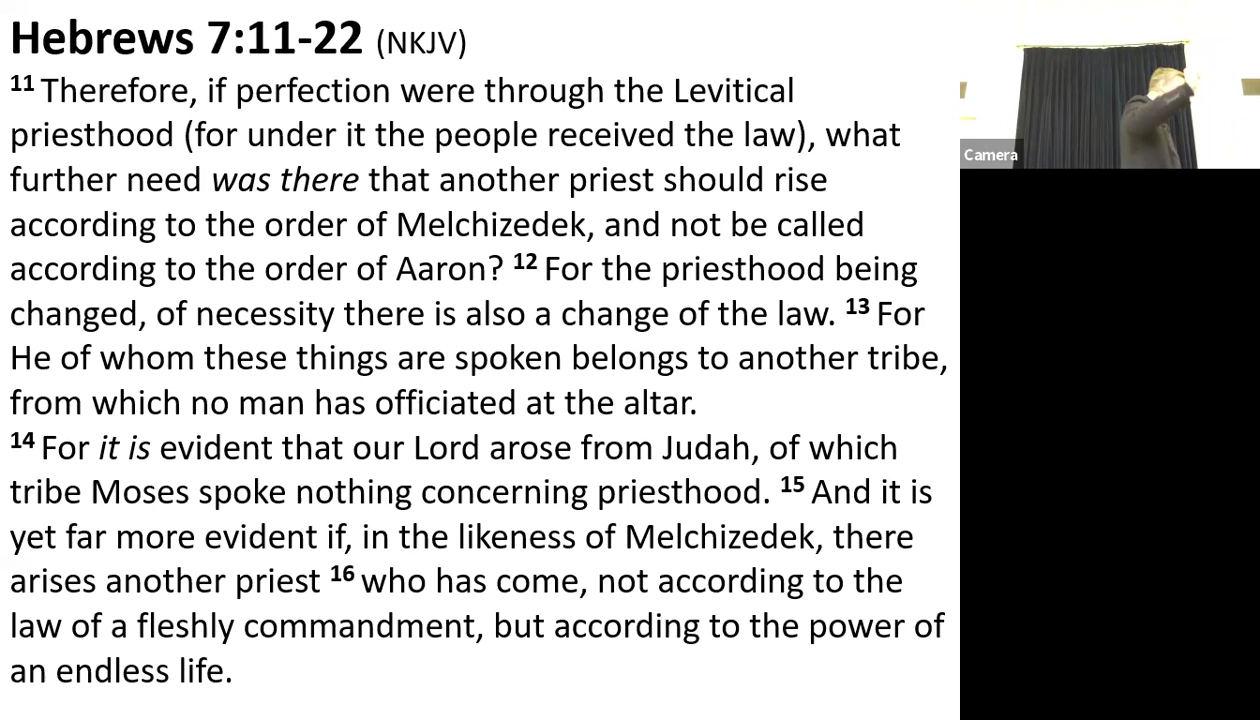 Hebrews 7:11-22 (NKJV)
11 Therefore, if perfection were through the Levitical
priesthood (for under it the people received the law), what
further need was there that another priest should rise
according to the order of Melchizedek, and not be called
according to the order of Aaron? 12 For the priesthood being
changed, of necessity there is also a change of the law. 13 For
He of whom these things are spoken belongs to another tribe,
from which no man has officiated at the altar.
14 For it is evident that our Lord arose from Judah, of which
tribe Moses spoke nothing concerning priesthood. 15 And it is
yet far more evident if, in the likeness of Melchizedek, there
arises another priest 16 who has come, not according to the
law of a fleshly commandment, but according to the power of
an endless life.
Camera